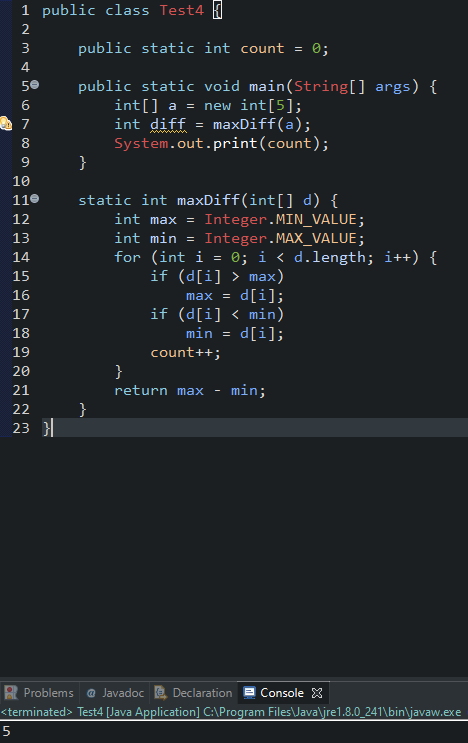 1 public class Test4 {
2
3     public static int count = 0;
4
5     public static void main(String[] args) {
6         int[] a = new int[5];
7         int diff = maxDiff(a);
8         System.out.print(count);
9     }
10
11     static int maxDiff(int[] d) {
12         int max = Integer.MIN_VALUE;
13         int min = Integer.MAX_VALUE;
14         for (int i = 0; i < d.length; i++) {
15             if (d[i] > max)
16                 max = d[i];
17             if (d[i] < min)
18                 min = d[i];
19             count++;
20         }
21         return max - min;
22     }
23 }
Problems @ Javadoc Declaration Console
<terminated> Test4 [Java Application] C:\Program Files\Java\jre1.8.0_241\bin\javaw.exe
5